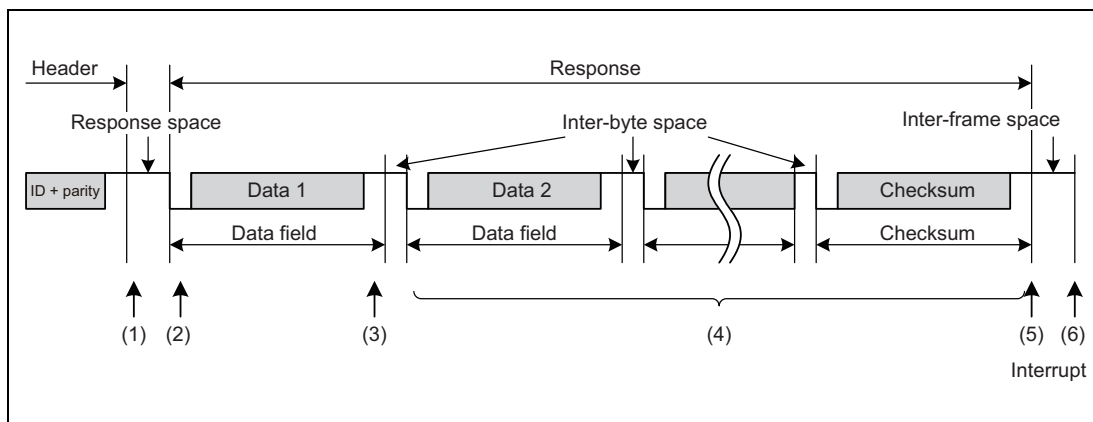 Header
Response
Response space
Inter-byte space
Inter-frame space
ID + parity
Data 1
Data 2
Checksum
Data field
Data field
Checksum
(1)
(2)
(3)
(4)
(5)
(6)
Interrupt